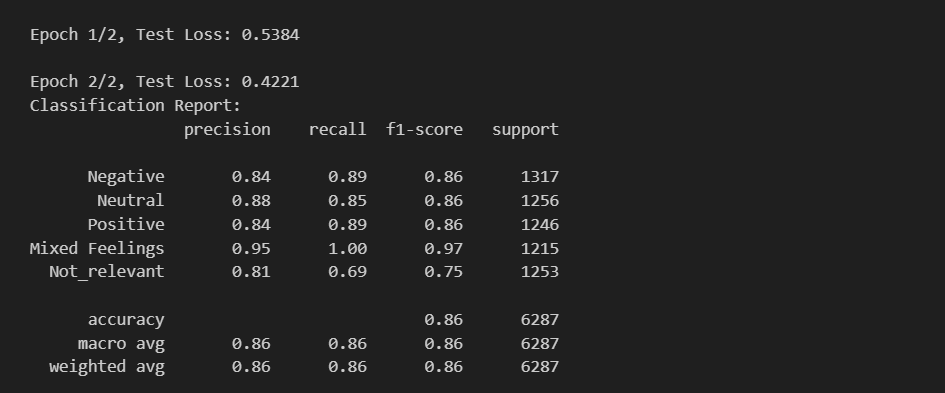 Epoch 1/2, Test Loss: 0.5384
Epoch 2/2, Test Loss: 0.4221
Classification Report:
precision recall f1-score support
Negative 0.84 0.89 0.86 1317
Neutral 0.88 0.85 0.86 1256
Positive 0.84 0.89 0.86 1246
Mixed Feelings 0.95 1.00 0.97 1215
Not_relevant 0.81 0.69 0.75 1253
accuracy 0.86 6287
macro avg 0.86 0.86 0.86 6287
weighted avg 0.86 0.86 0.86 6287